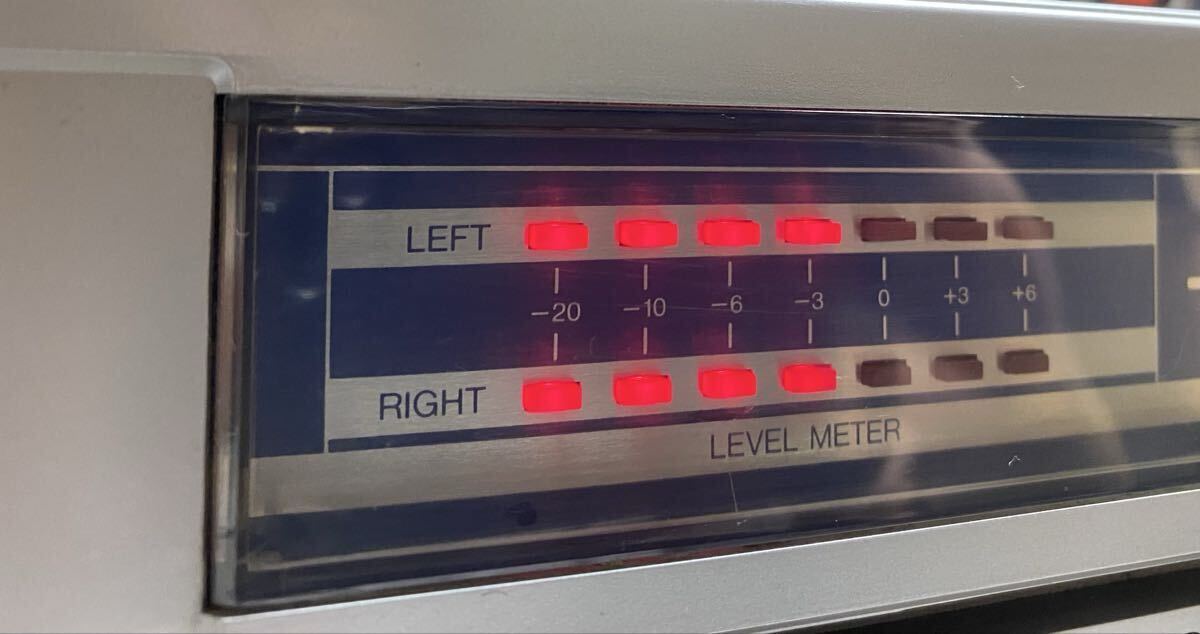 LEFT
−20 −10 −6 −3 0 +3 +6
RIGHT
LEVEL METER